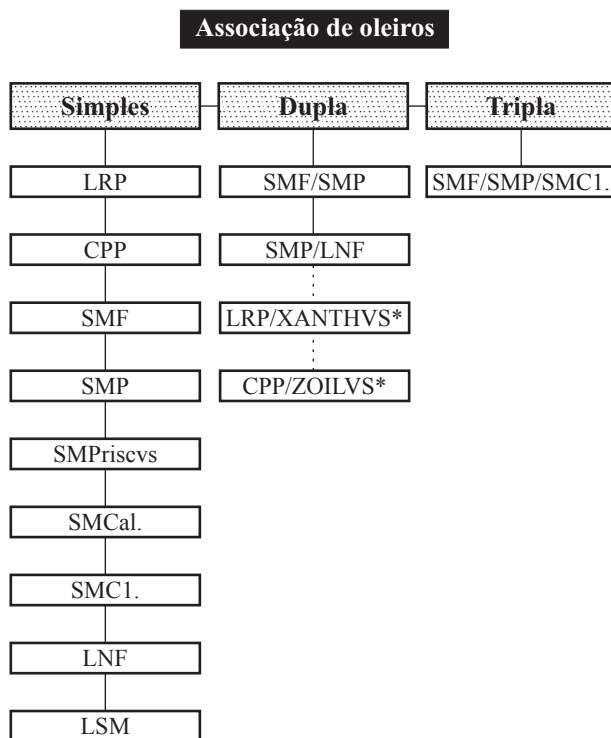 Associação de oleiros
Simples
Dupla
Tripla
LRP
SMF/SMP
SMF/SMP/SMC1.
CPP
SMP/LNF
SMF
LRP/XANTHVS*
SMP
CPP/ZOILVS*
SMPriscvs
SMCal.
SMC1.
LNF
LSM